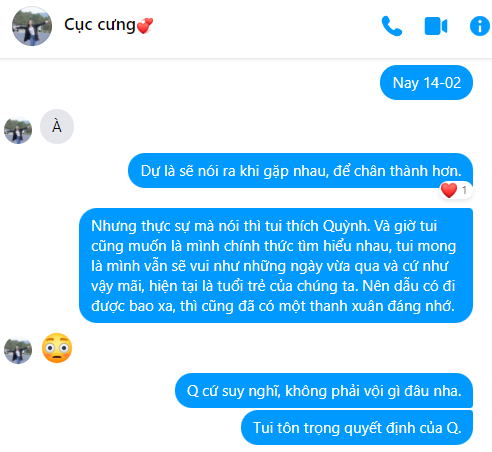 Cục cưng💕
Nay 14-02
À
Dự là sẽ nói ra khi gặp nhau, để chân thành hơn.
1
Nhưng thực sự mà nói thì tui thích Quỳnh. Và giờ tui
cũng muốn là mình chính thức tìm hiểu nhau, tui mong
là mình vẫn sẽ vui như những ngày vừa qua và cứ như
vậy mãi, hiện tại là tuổi trẻ của chúng ta. Nên dẫu có đi
được bao xa, thì cũng đã có một thanh xuân đáng nhớ.
Q cứ suy nghĩ, không phải vội gì đâu nha.
Tui tôn trọng quyết định của Q.